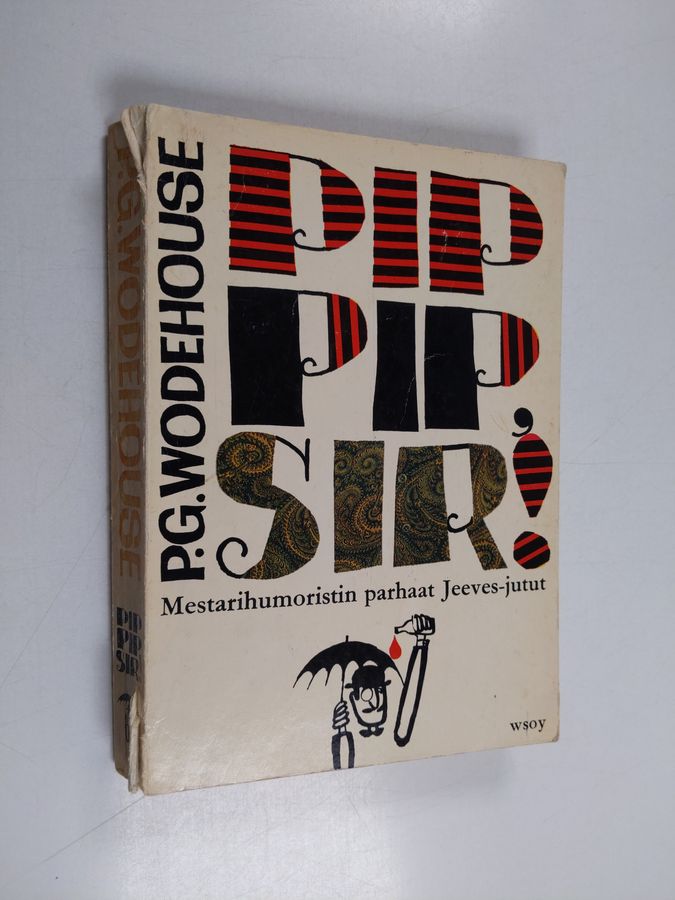 P.G.WODEHOUSE
PIP
PIP
SIR!
Mestarihumoristin parhaat Jeeves-jutut
wsoy
P.G.WODEHOUSE
PIP
PIP
SIR!